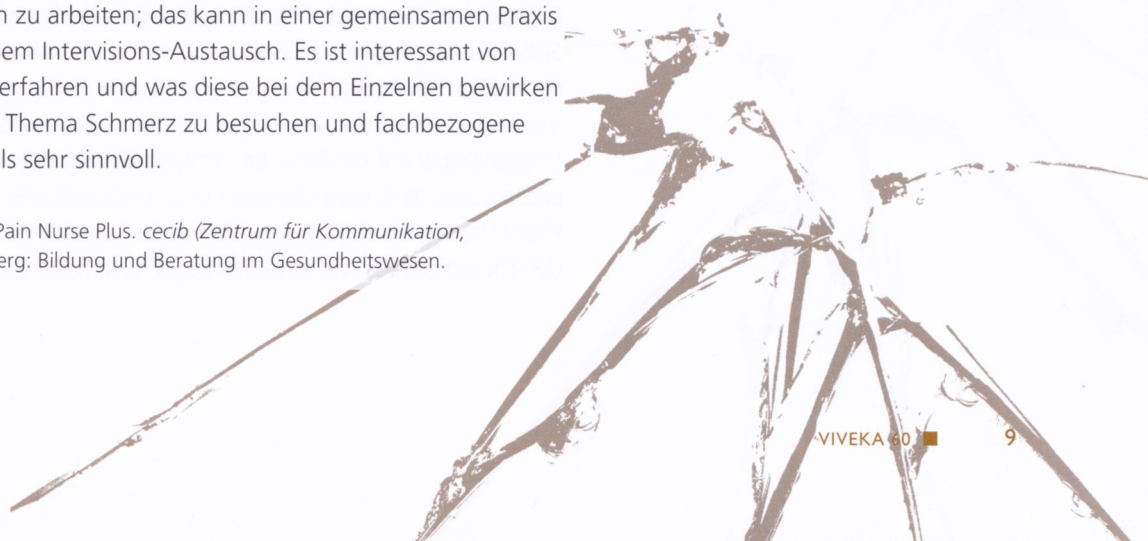 n zu arbeiten; das kann in einer gemeinsamen Praxis
em Intervisions-Austausch. Es ist interessant von
erfahren und was diese bei dem Einzelnen bewirken
Thema Schmerz zu besuchen und fachbezogene
ls sehr sinnvoll.
Pain Nurse Plus. cecib (Zentrum für Kommunikation,
erg: Bildung und Beratung im Gesundheitswesen.
VIVEKA 60 ■ 9